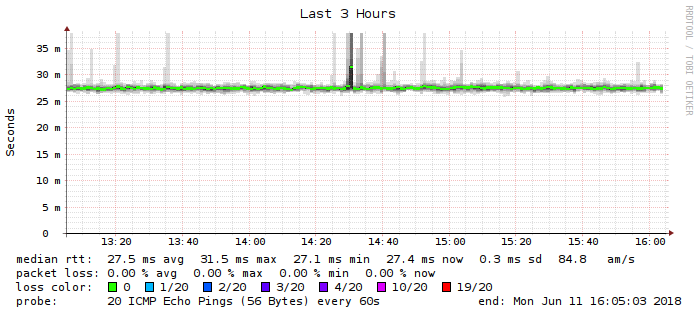 Last 3 Hours
RRDTOOL / TOBI OETIKER
Seconds
35 m
30 m
25 m
20 m
15 m
10 m
5 m
0
13:20 13:40 14:00 14:20 14:40 15:00 15:20 15:40 16:00
median rtt: 27.5 ms avg 31.5 ms max 27.1 ms min 27.4 ms now 0.3 ms sd 84.8 am/s
packet loss: 0.00 % avg 0.00 % max 0.00 % min 0.00 % now
loss color: 0 1/20 2/20 3/20 4/20 10/20 19/20
probe: 20 ICMP Echo Pings (56 Bytes) every 60s end: Mon Jun 11 16:05:03 2018